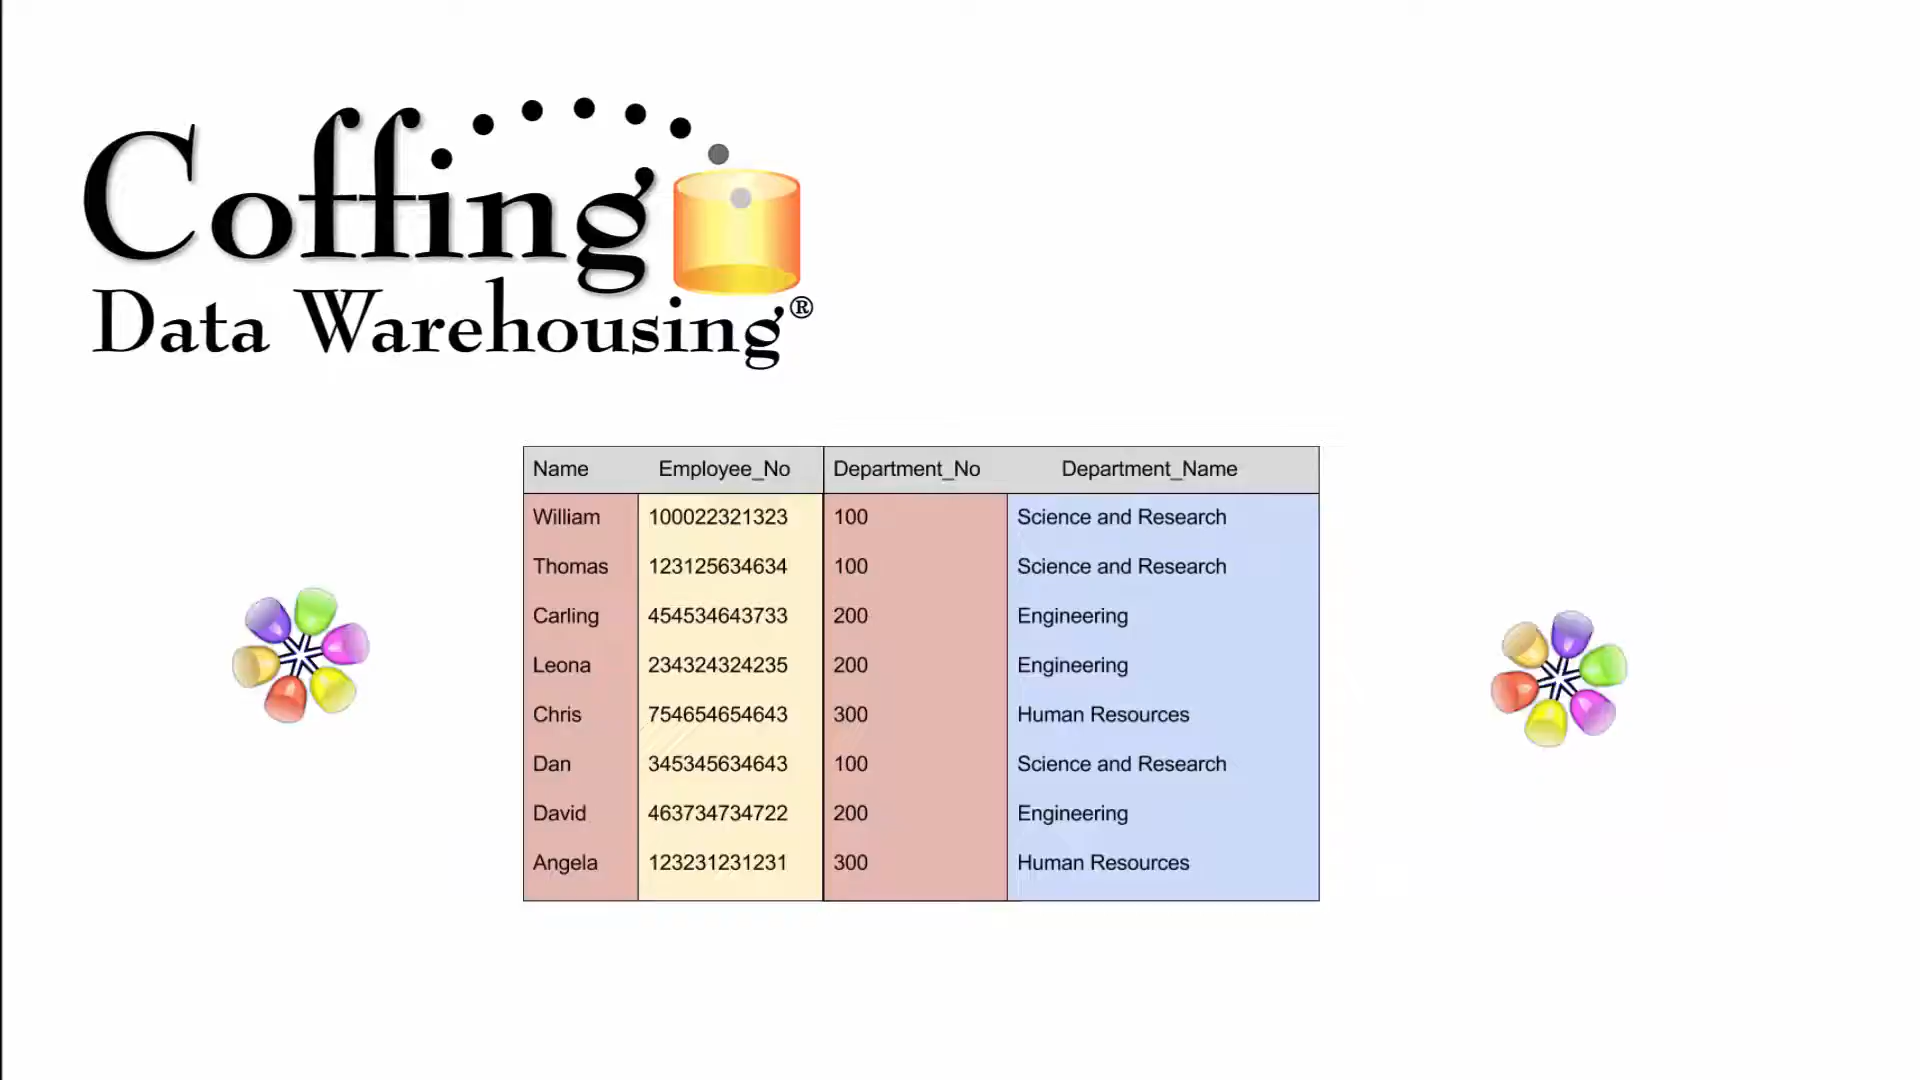 Coffing
Data Warehousing®
Name Employee_No Department_No Department_Name
William 100022321323 100 Science and Research
Thomas 123125634634 100 Science and Research
Carling 454534643733 200 Engineering
Leona 234324324235 200 Engineering
Chris 754654654643 300 Human Resources
Dan 345345634643 100 Science and Research
David 463734734722 200 Engineering
Angela 123231231231 300 Human Resources